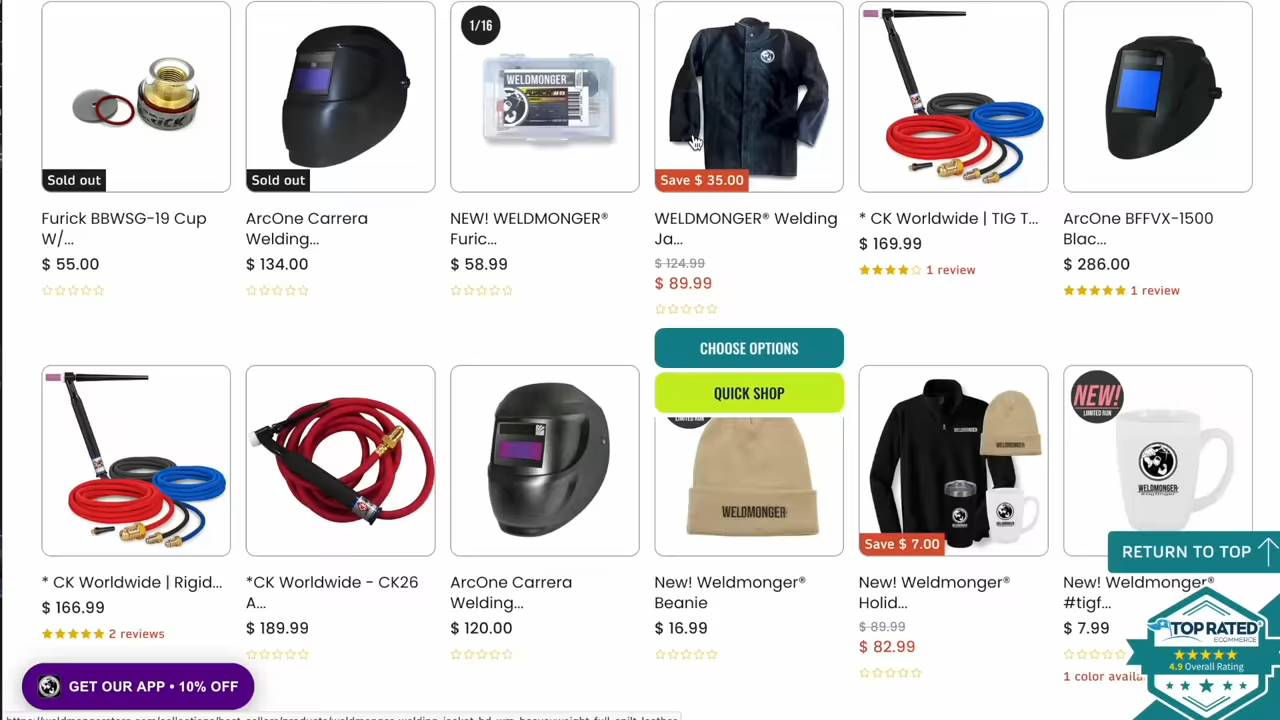 1/16
WELDMONGER
Sold out
Sold out
Save $ 35.00
Furick BBWSG-19 Cup
W/...
$ 55.00
ArcOne Carrera
Welding...
$ 134.00
NEW! WELDMONGER®
Furic...
$ 58.99
WELDMONGER® Welding
Ja...
$ 124.99
$ 89.99
* CK Worldwide | TIG T...
$ 169.99
1 review
ArcOne BFFVX-1500
Blac...
$ 286.00
1 review
CHOOSE OPTIONS
QUICK SHOP
LIMITED RUN
WELDMONGER
WELDMONGER
WELDMONGER
Save $ 7.00
NEW!
LIMITED RUN
WELDMONGER
* CK Worldwide | Rigid...
$ 166.99
2 reviews
*CK Worldwide - CK26
A...
$ 189.99
ArcOne Carrera
Welding...
$ 120.00
New! Weldmonger®
Beanie
$ 16.99
New! Weldmonger®
Holid...
$ 89.99
$ 82.99
New! Weldmonger®
#tigf...
$ 7.99
1 color availa
RETURN TO TOP
TOP RATED
ECOMMERCE
4.9 Overall Rating
GET OUR APP • 10% OFF